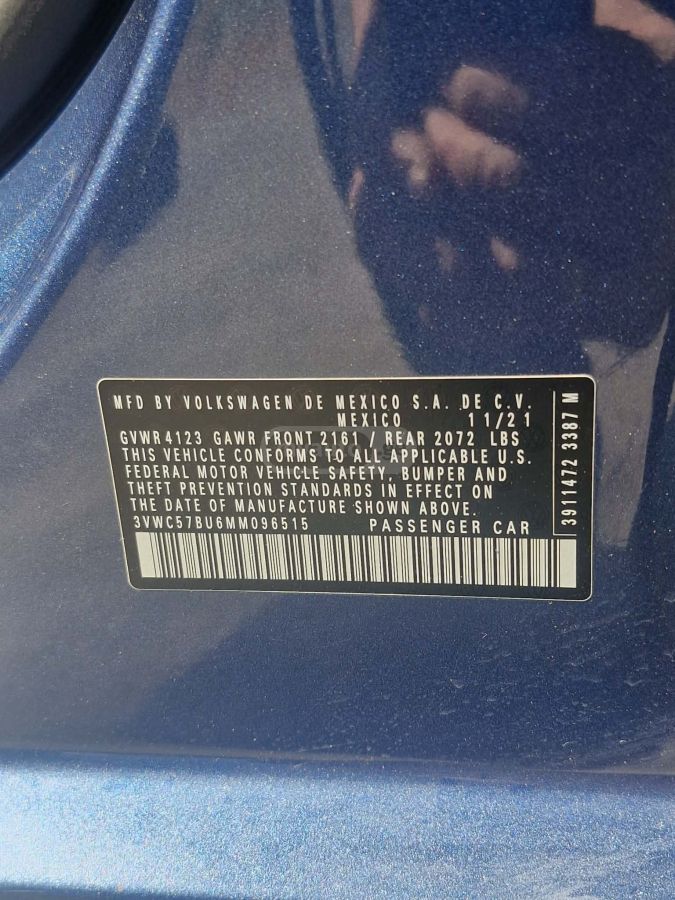 MFD BY VOLKSWAGEN DE MEXICO S.A. DE C.V.
MEXICO 11/21
GVWR 4123 GAWR FRONT 2161 / REAR 2072 LBS
THIS VEHICLE CONFORMS TO ALL APPLICABLE U.S.
FEDERAL MOTOR VEHICLE SAFETY, BUMPER AND
THEFT PREVENTION STANDARDS IN EFFECT ON
THE DATE OF MANUFACTURE SHOWN ABOVE.
3VWC57BU6MM096515 PASSENGER CAR
3911472 3387 M